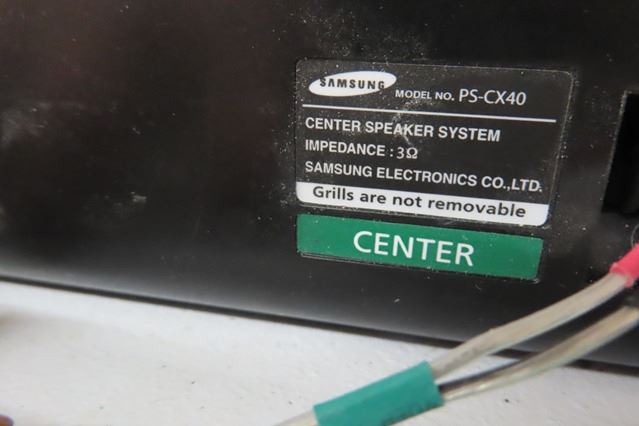 SAMSUNG MODEL NO. PS-CX40
CENTER SPEAKER SYSTEM
IMPEDANCE : 3Ω
SAMSUNG ELECTRONICS CO.,LTD.
Grills are not removable
CENTER